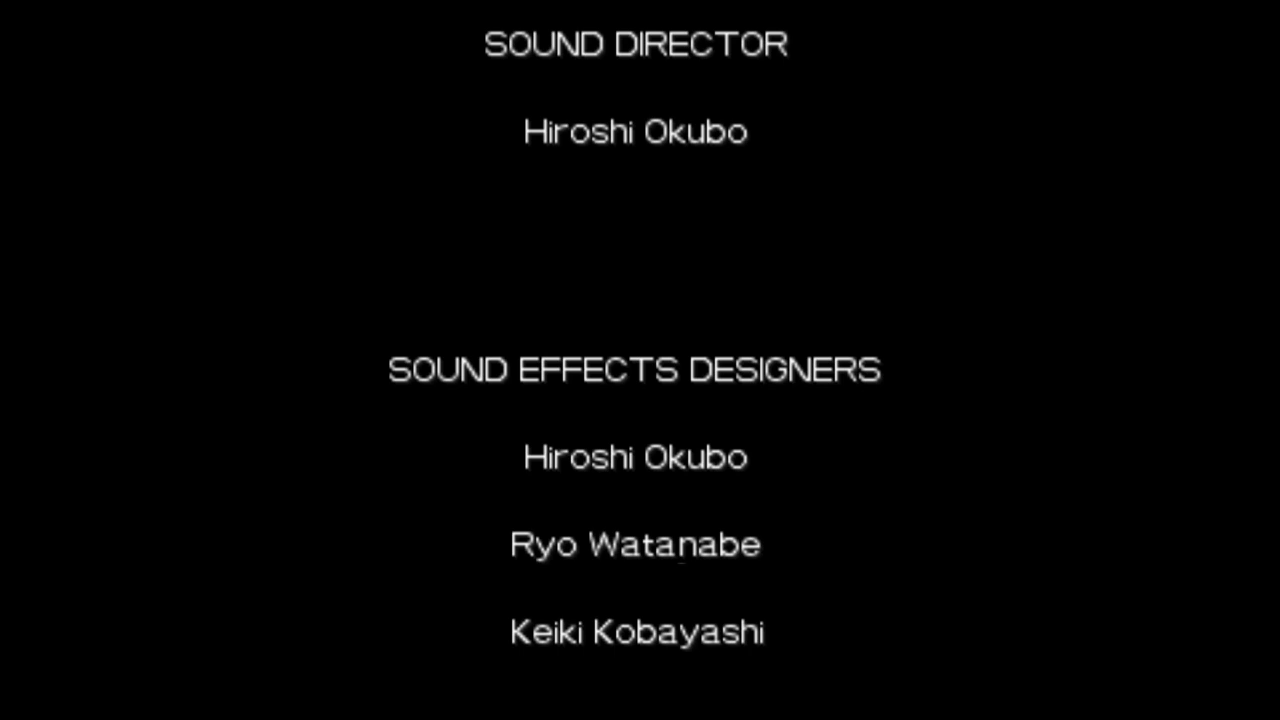 SOUND DIRECTOR
Hiroshi Okubo
SOUND EFFECTS DESIGNERS
Hiroshi Okubo
Ryo Watanabe
Keiki Kobayashi